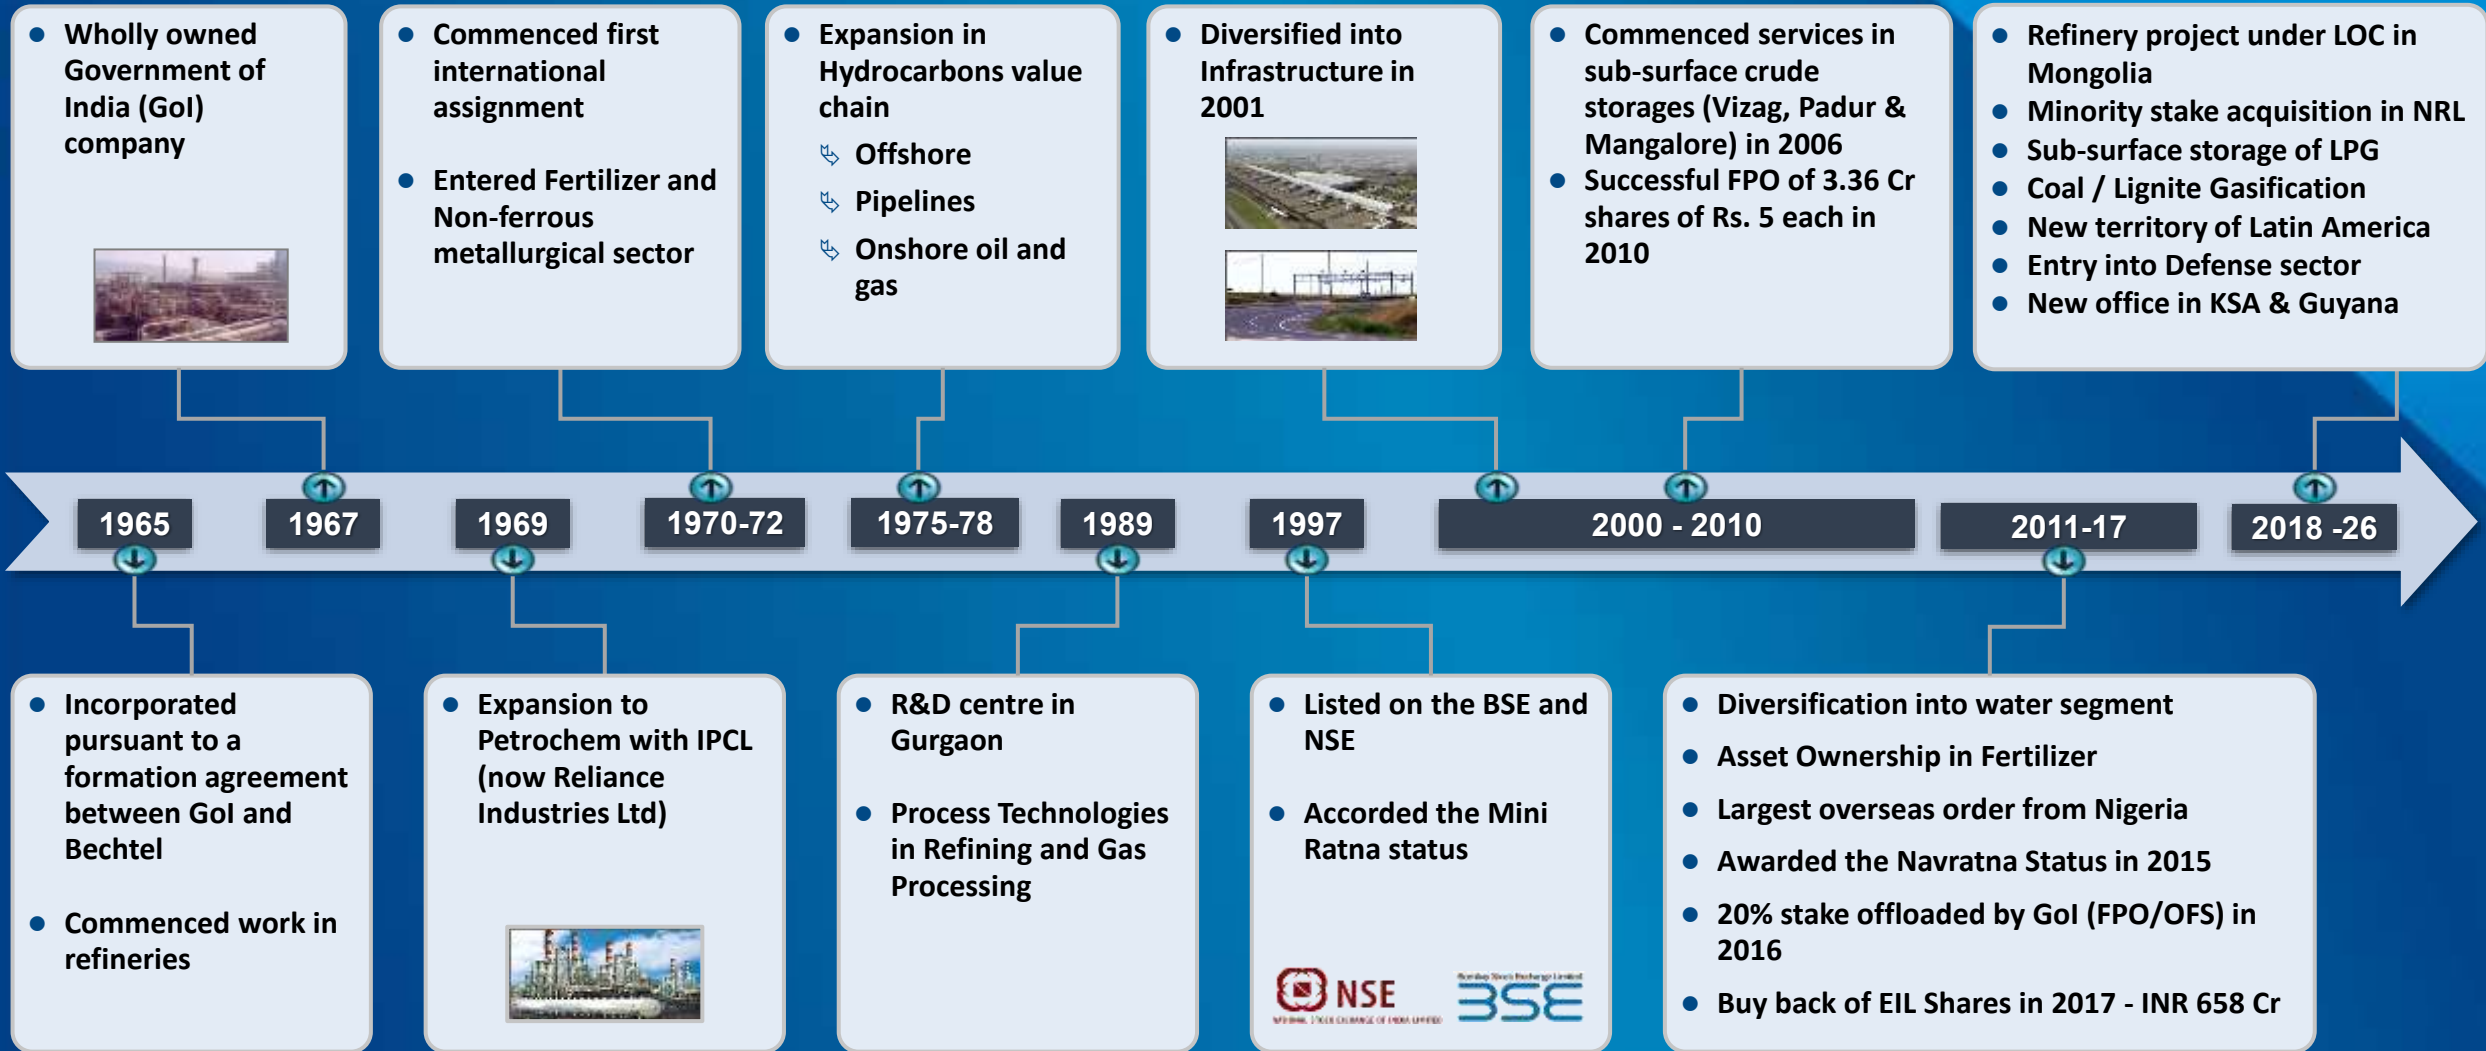 Wholly owned
Government of
India (GoI)
company
Commenced first
international
assignment
Entered Fertilizer and
Non-ferrous
metallurgical sector
Expansion in
Hydrocarbons value
chain
Offshore
Pipelines
Onshore oil and
gas
Diversified into
Infrastructure in
2001
Commenced services in
sub-surface crude
storages (Vizag, Padur &
Mangalore) in 2006
Successful FPO of 3.36 Cr
shares of Rs. 5 each in
2010
Refinery project under LOC in
Mongolia
Minority stake acquisition in NRL
Sub-surface storage of LPG
Coal / Lignite Gasification
New territory of Latin America
Entry into Defense sector
New office in KSA & Guyana
1965
1967
1969
1970-72
1975-78
1989
1997
2000 - 2010
2011-17
2018 -26
Incorporated
pursuant to a
formation agreement
between GoI and
Bechtel
Commenced work in
refineries
Expansion to
Petrochem with IPCL
(now Reliance
Industries Ltd)
R&D centre in
Gurgaon
Process Technologies
in Refining and Gas
Processing
Listed on the BSE and
NSE
Accorded the Mini
Ratna status
NSE
NATIONAL STOCK EXCHANGE OF INDIA LIMITED
Bombay Stock Exchange Limited
BSE
Diversification into water segment
Asset Ownership in Fertilizer
Largest overseas order from Nigeria
Awarded the Navratna Status in 2015
20% stake offloaded by GoI (FPO/OFS) in
2016
Buy back of EIL Shares in 2017 - INR 658 Cr